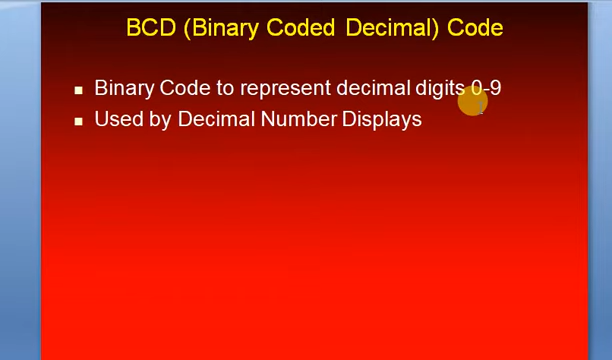 BCD (Binary Coded Decimal) Code
Binary Code to represent decimal digits 0-9
Used by Decimal Number Displays